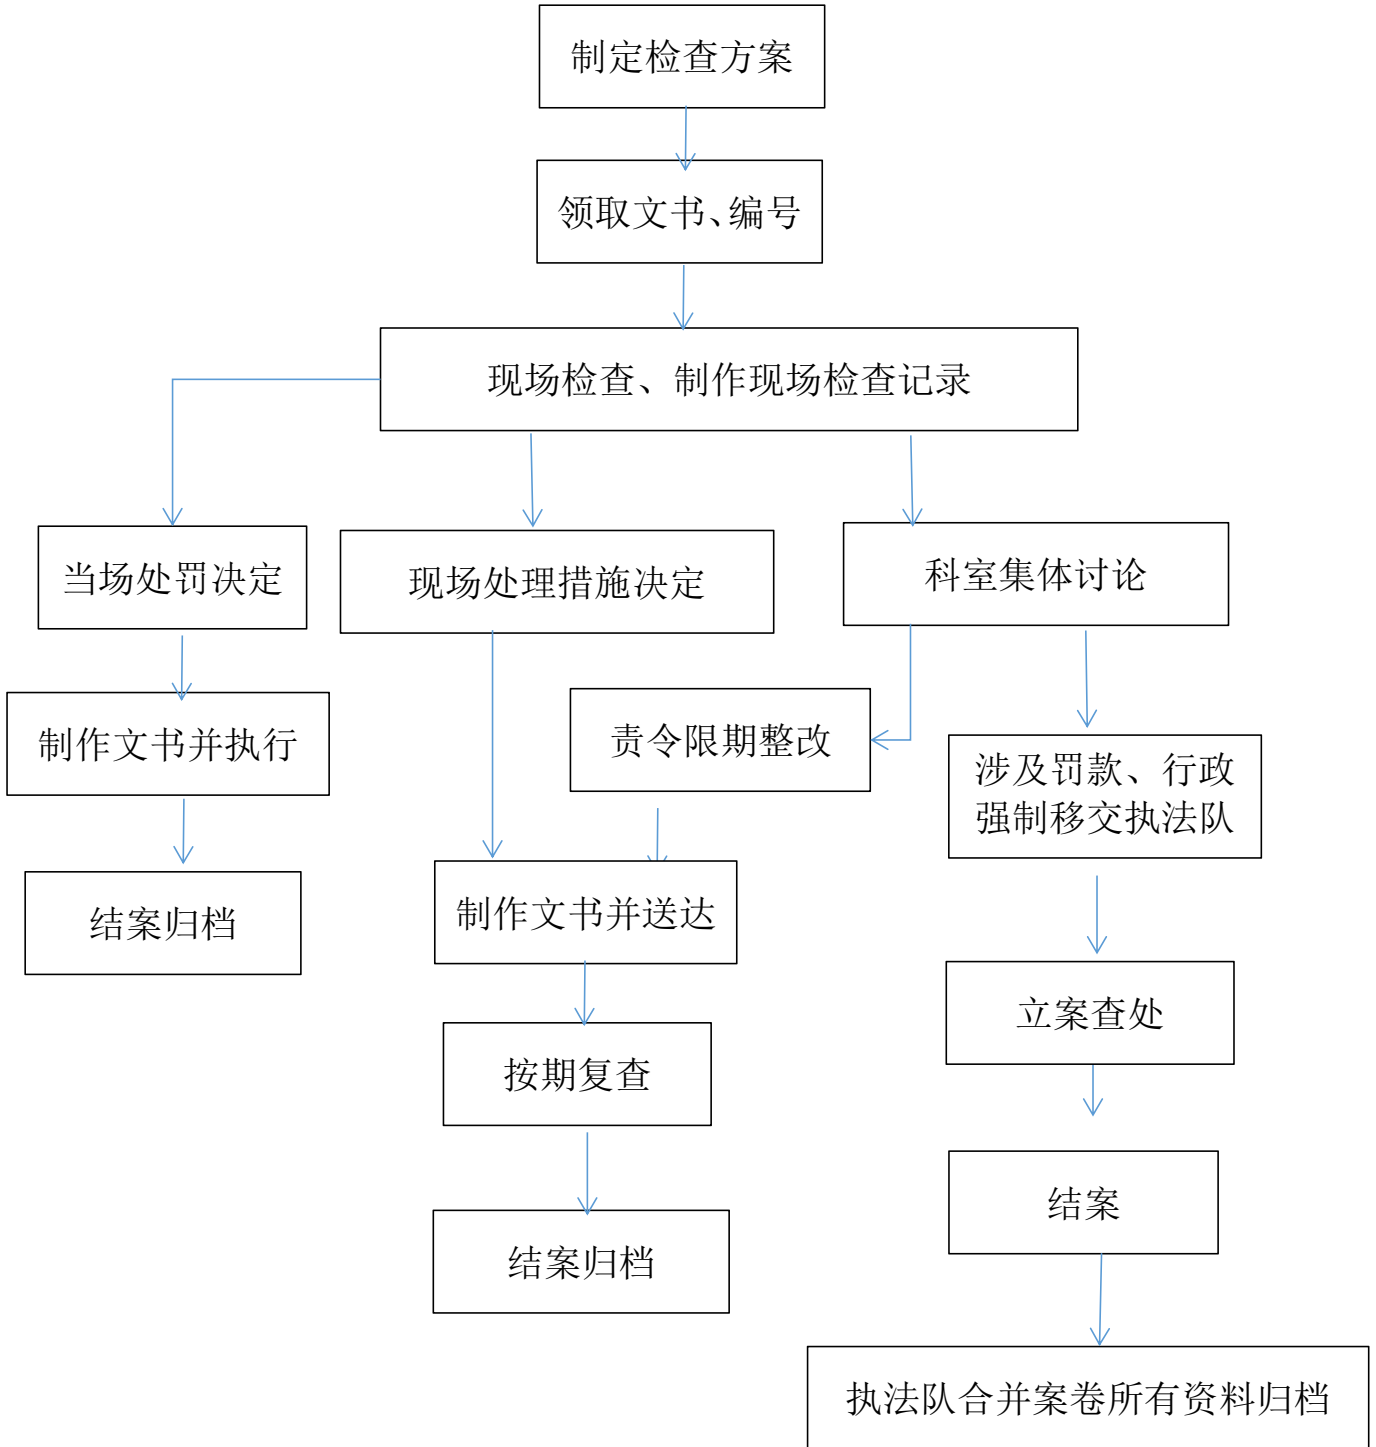 制定检查方案
领取文书、编号
现场检查、制作现场检查记录
当场处罚决定
现场处理措施决定
科室集体讨论
制作文书并执行
责令限期整改
涉及罚款、行政
强制移交执法队
结案归档
制作文书并送达
立案查处
按期复查
结案
结案归档
执法队合并案卷所有资料归档